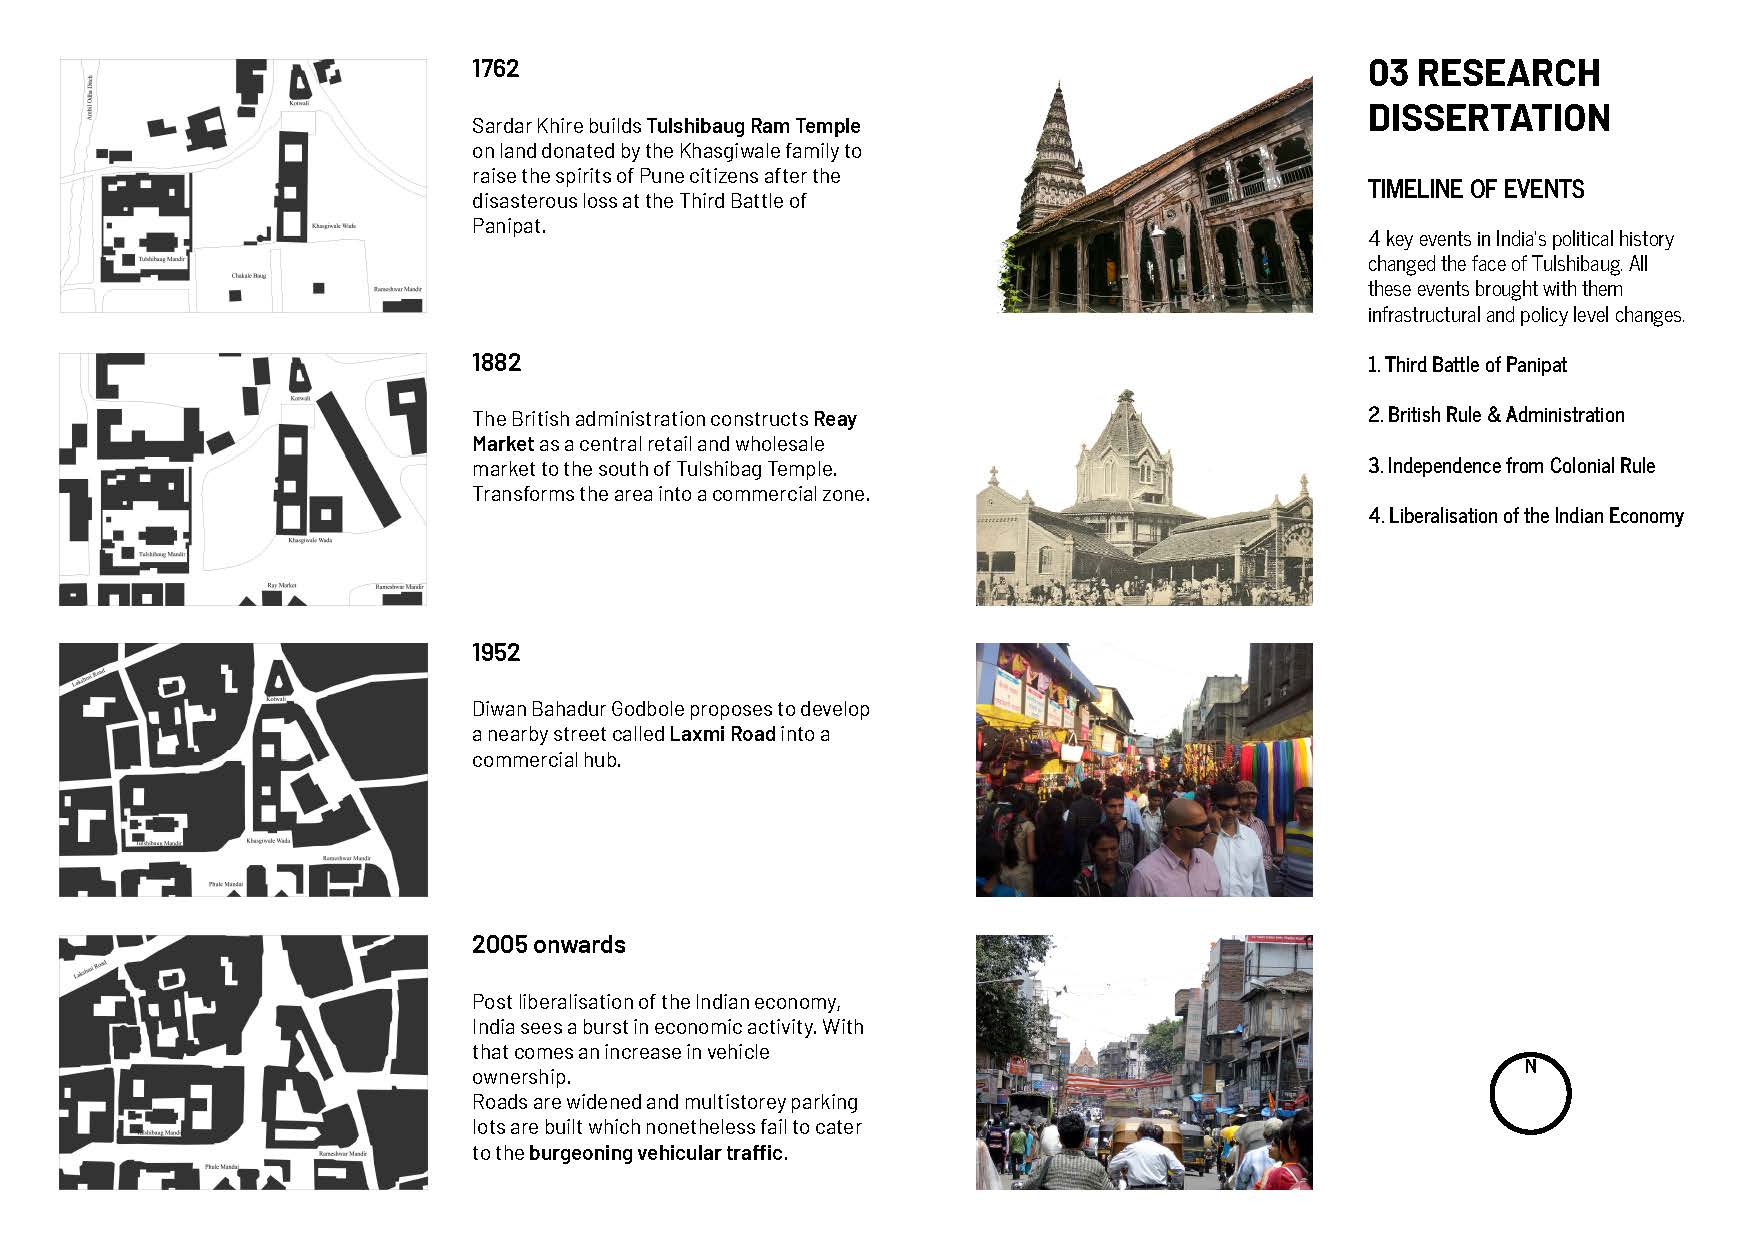 03 RESEARCH
DISSERTATION
TIMELINE OF EVENTS
4 key events in India's political history
changed the face of Tulshibaug. All
these events brought with them
infrastructural and policy level changes.
1. Third Battle of Panipat
2. British Rule & Administration
3. Independence from Colonial Rule
4. Liberalisation of the Indian Economy
1762
Sardar Khire builds Tulshibaug Ram Temple
on land donated by the Khasgiwale family to
raise the spirits of Pune citizens after the
disasterous loss at the Third Battle of
Panipat.
Ambil Odha Ditch
Kotwali
Khasgiwale Wada
Tulshibaug Mandir
Chakule Baug
Rameshwar Mandir
1882
The British administration constructs Reay
Market as a central retail and wholesale
market to the south of Tulshibag Temple.
Transforms the area into a commercial zone.
Kotwali
Khasgiwale Wada
Tulshibaug Mandir
Ray Market
Rameshwar Mandir
1952
Diwan Bahadur Godbole proposes to develop
a nearby street called Laxmi Road into a
commercial hub.
Lakshmi Road
Kotwali
Tulshibaug Mandir
Khasgiwale Wada
Rameshwar Mandir
Phule Mandai
2005 onwards
Post liberalisation of the Indian economy,
India sees a burst in economic activity. With
that comes an increase in vehicle
ownership.
Roads are widened and multistorey parking
lots are built which nonetheless fail to cater
to the burgeoning vehicular traffic.
Lakshmi Road
Tulshibaug Mandir
Rameshwar Mandir
Phule Mandai
N